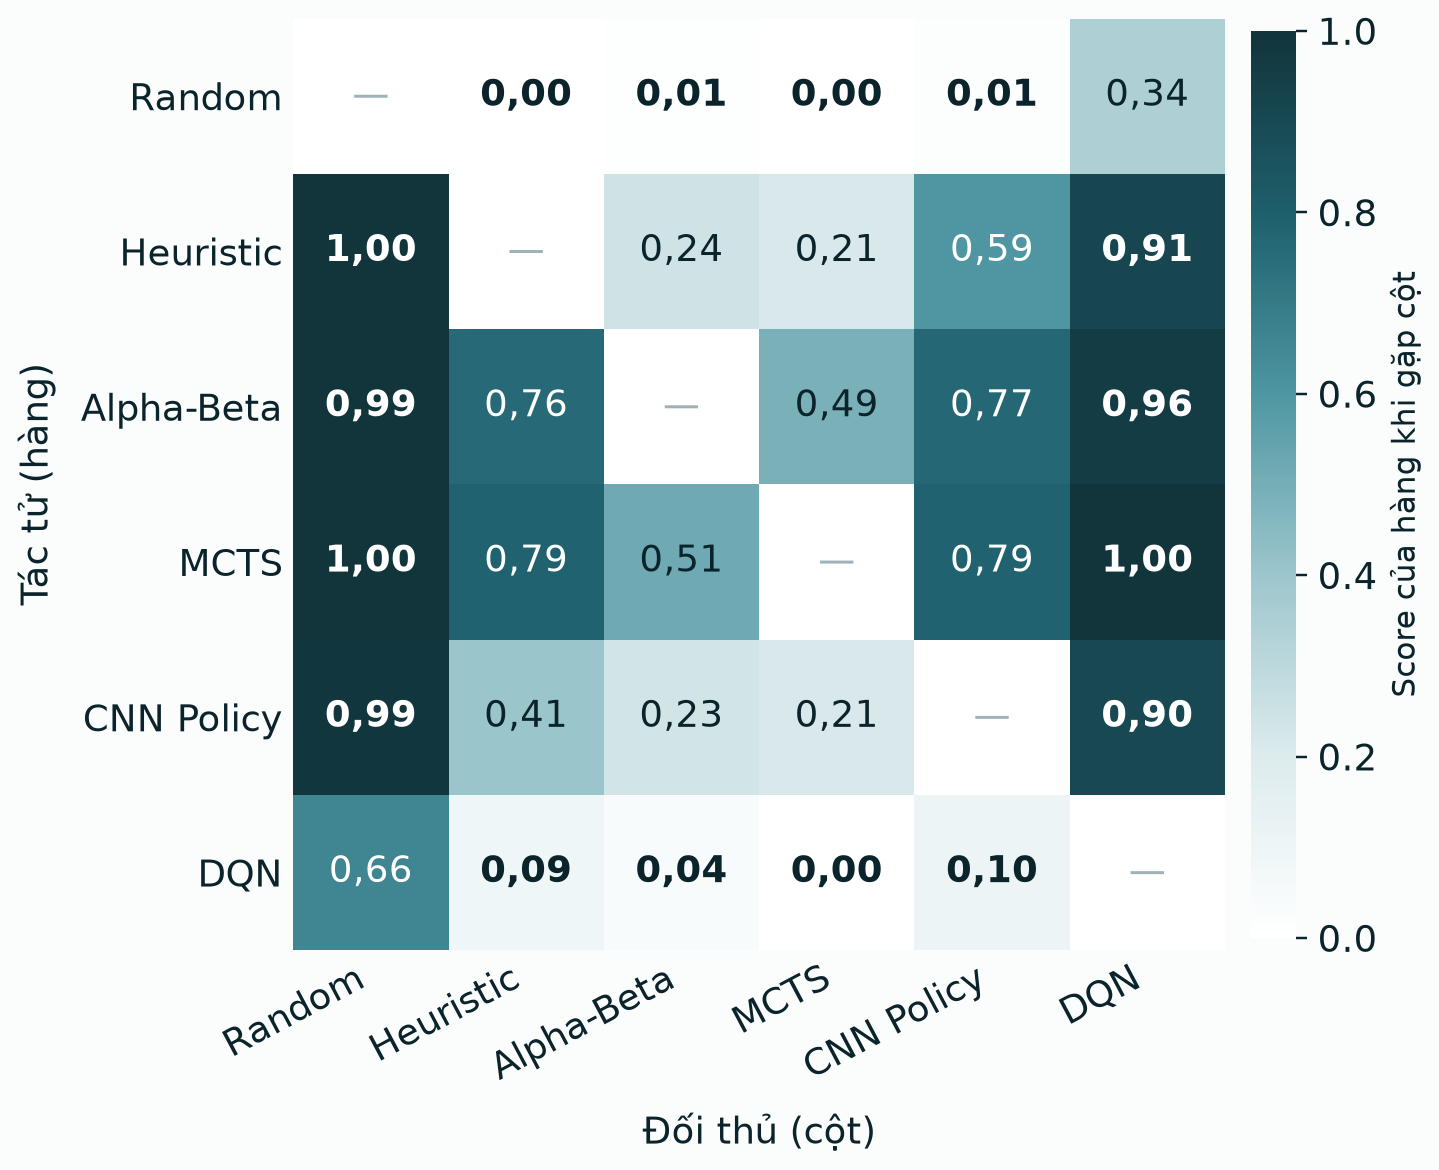 Random — 0,00 0,01 0,00 0,01 0,34
Heuristic 1,00 — 0,24 0,21 0,59 0,91
Alpha-Beta 0,99 0,76 — 0,49 0,77 0,96
MCTS 1,00 0,79 0,51 — 0,79 1,00
CNN Policy 0,99 0,41 0,23 0,21 — 0,90
DQN 0,66 0,09 0,04 0,00 0,10 —
Random Heuristic Alpha-Beta MCTS CNN Policy DQN
Đối thủ (cột)
Tác tử (hàng)
1.0
0.8
0.6
0.4
0.2
0.0
Score của hàng khi gặp cột